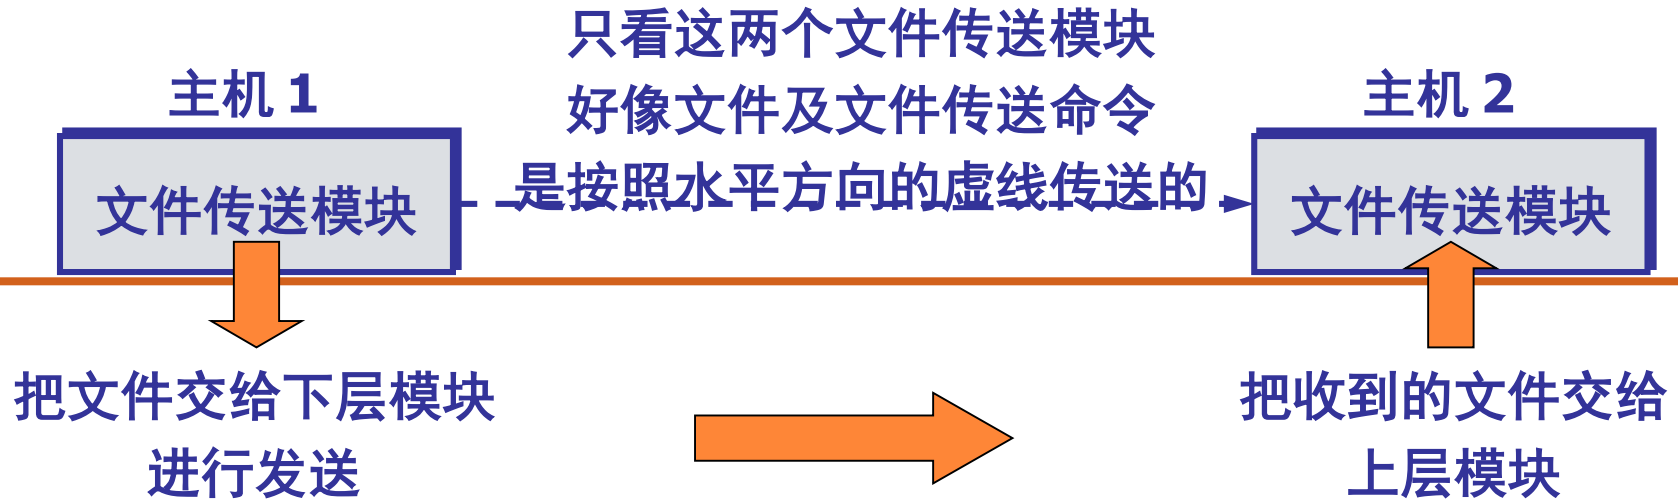 只看这两个文件传送模块
好像文件及文件传送命令
是按照水平方向的虚线传送的
主机 1
主机 2
文件传送模块
文件传送模块
把文件交给下层模块
进行发送
把收到的文件交给
上层模块